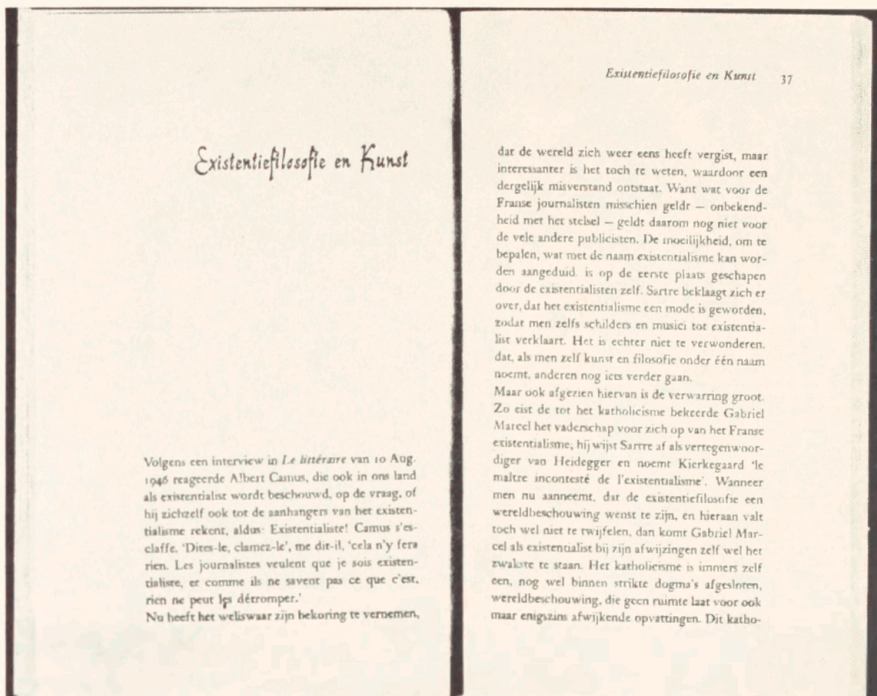 Existentiefilosofie en Kunst
Volgens een interview in Le littéraire van 10 Aug.
1946 reageerde Albert Camus, die ook in ons land
als existentialist wordt beschouwd, op de vraag, of
hij zichzelf ook tot de aanhangers van het existen-
tialisme rekent, aldus: Existentialiste! Camus s'es-
claffe. 'Dites-le, clamez-le', me dit-il, 'cela n'y fera
rien. Les journalistes veulent que je sois existen-
tialiste, et comme ils ne savent pas ce que c'est,
rien ne peut les détromper.'
Nu heeft het weliswaar zijn bekoring te vernemen,
Existentiefilosofie en Kunst 37
dat de wereld zich weer eens heeft vergist, maar
interessanter is het toch te weten, waardoor een
dergelijk misverstand ontstaat. Want wat voor de
Franse journalisten misschien geldt — onbekend-
heid met het stelsel — geldt daarom nog niet voor
de vele andere publicisten. De moeilijkheid, om te
bepalen, wat met de naam existentialisme kan wor-
den aangeduid, is op de eerste plaats geschapen
door de existentialisten zelf. Sartre beklaagt zich er
over, dat het existentialisme een mode is geworden,
zodat men zelfs schilders en musici tot existentia-
list verklaart. Het is echter niet te verwonderen,
dat, als men zelf kunst en filosofie onder één naam
noemt, anderen nog iets verder gaan.
Maar ook afgezien hiervan is de verwarring groot.
Zo eist de tot het katholicisme bekeerde Gabriel
Marcel het vaderschap voor zich op van het Franse
existentialisme, hij wijst Sartre af als vertegenwoor-
diger van Heidegger en noemt Kierkegaard 'le
maître incontesté de l'existentialisme'. Wanneer
men nu aanneemt, dat de existentiefilosofie een
wereldbeschouwing wenst te zijn, en hieraan valt
toch wel niet te twijfelen, dan komt Gabriel Mar-
cel als existentialist bij zijn afwijzingen zelf wel het
zwakste te staan. Het katholicisme is immers zelf
een, nog wel binnen strikte dogma's afgesloten,
wereldbeschouwing, die geen ruimte laat voor ook
maar enigszins afwijkende opvattingen. Dit katho-